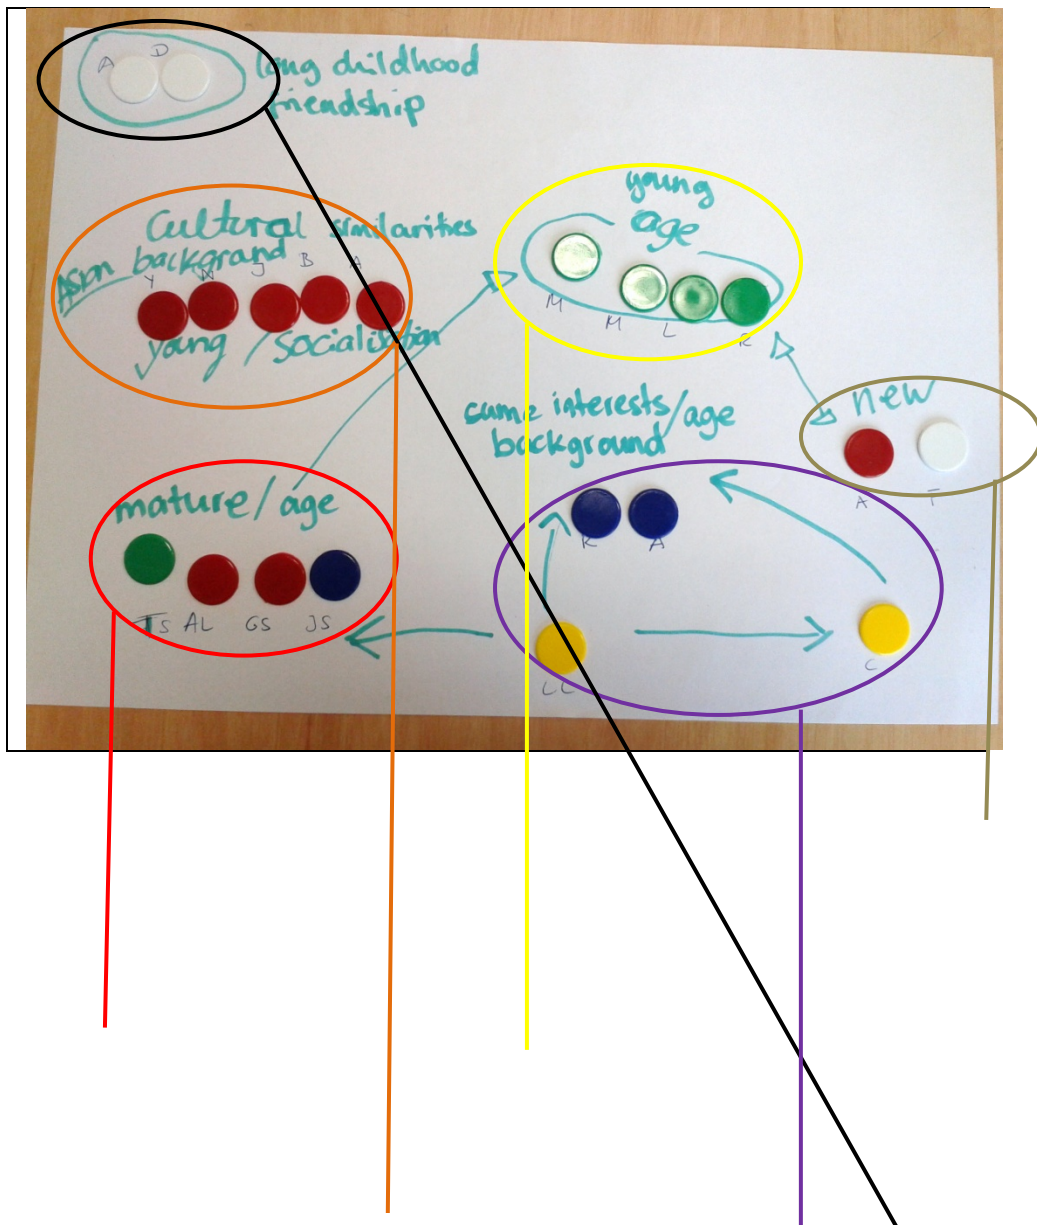 A D
long childhood
friendship
Cultural similarities
Asian background
Y N J B A
young / socialisation
young
age
M M L R
new
A T
same interests/age
background
K A
mature/age
TS AL GS JS
LL C